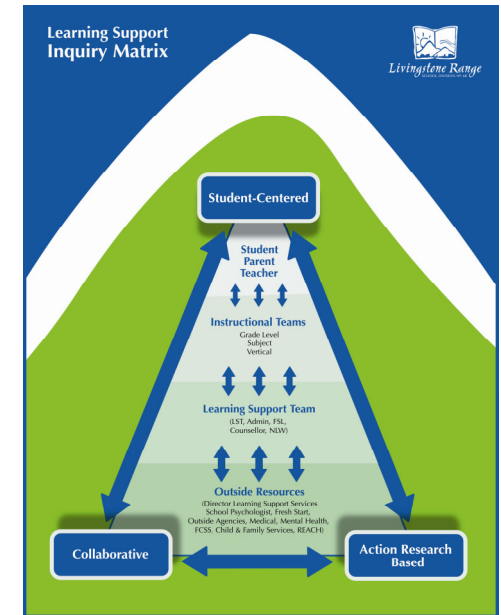 Learning Support
Inquiry Matrix
Livingstone Range
Student-Centered
Student
Parent
Teacher
Instructional Teams
Grade Level
Subject
Vertical
Learning Support Team
(LST, Admin, FSL,
Counsellor, NLW)
Outside Resources
(Director Learning Support Services
School Psychologist, Fresh Start,
Outside Agencies, Medical, Mental Health,
FCSS, Child & Family Services, REACH)
Collaborative
Action Research
Based